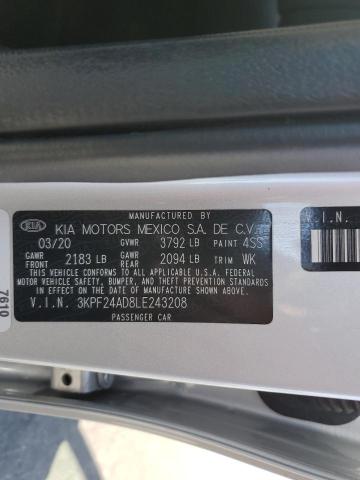 MANUFACTURED BY
KIA KIA MOTORS MEXICO S.A. DE C.V.
03/20 GVWR 3792 LB PAINT 4SS
GAWR FRONT 2183 LB GAWR REAR 2094 LB TRIM WK
THIS VEHICLE CONFORMS TO ALL APPLICABLE U.S.A. FEDERAL
MOTOR VEHICLE SAFETY, BUMPER, AND THEFT PREVENTION STANDARDS
IN EFFECT ON THE DATE OF MANUFACTURE SHOWN ABOVE.
V.I.N. 3KPF24AD8LE243208
PASSENGER CAR
V.I.N.
7610